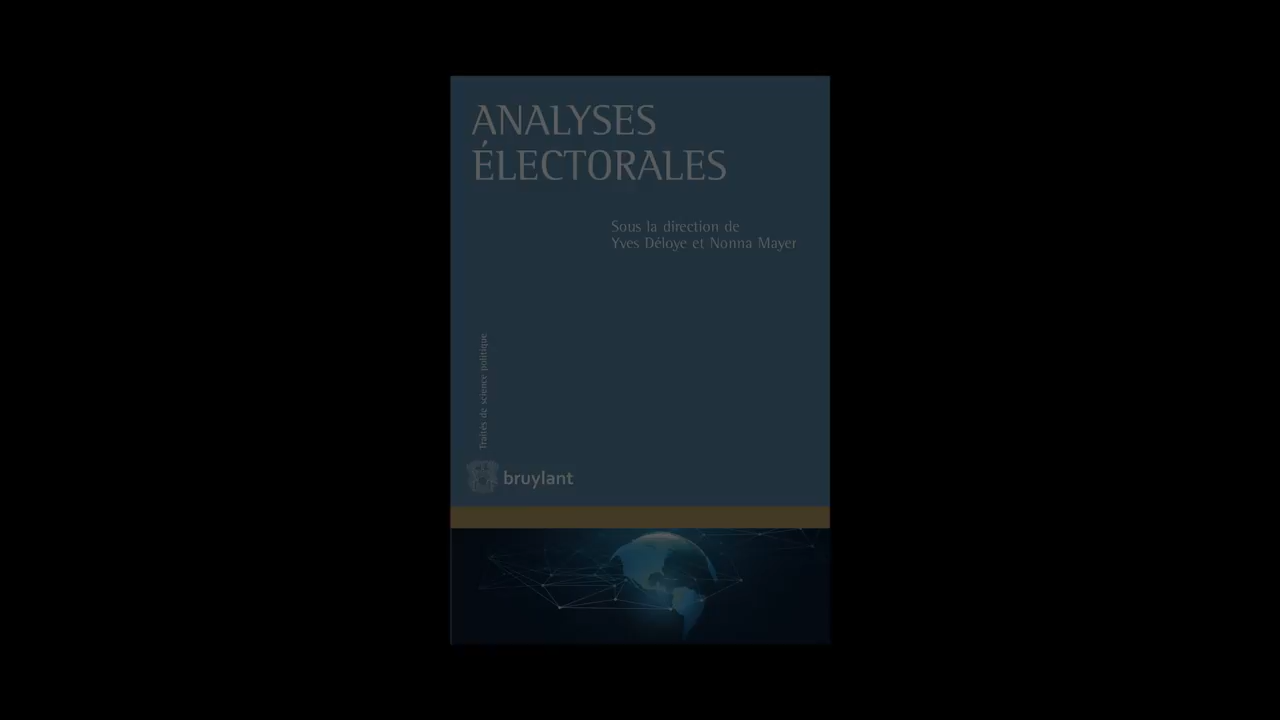 ANALYSES
ÉLECTORALES
Sous la direction de
Yves Déloye et Nonna Mayer
Traités de science politique
bruylant